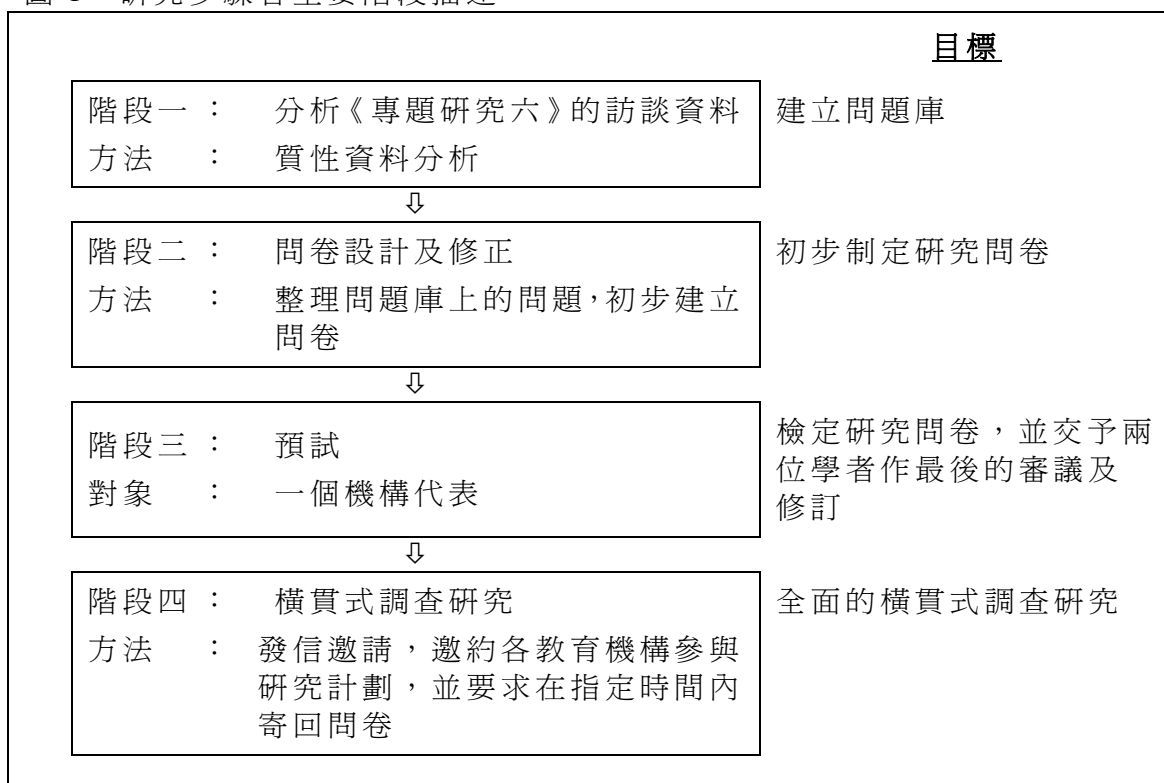 目標
階段一 : 分析《專題研究六》的訪談資料 建立問題庫
方法 : 質性資料分析
⇩
階段二 : 問卷設計及修正 初步制定研究問卷
方法 : 整理問題庫上的問題,初步建立
問卷
⇩
階段三 : 預試 檢定研究問卷,並交予兩
對象 : 一個機構代表 位學者作最後的審議及
修訂
⇩
階段四 : 橫貫式調查研究 全面的橫貫式調查研究
方法 : 發信邀請,邀約各教育機構參與
研究計劃,並要求在指定時間內
寄回問卷